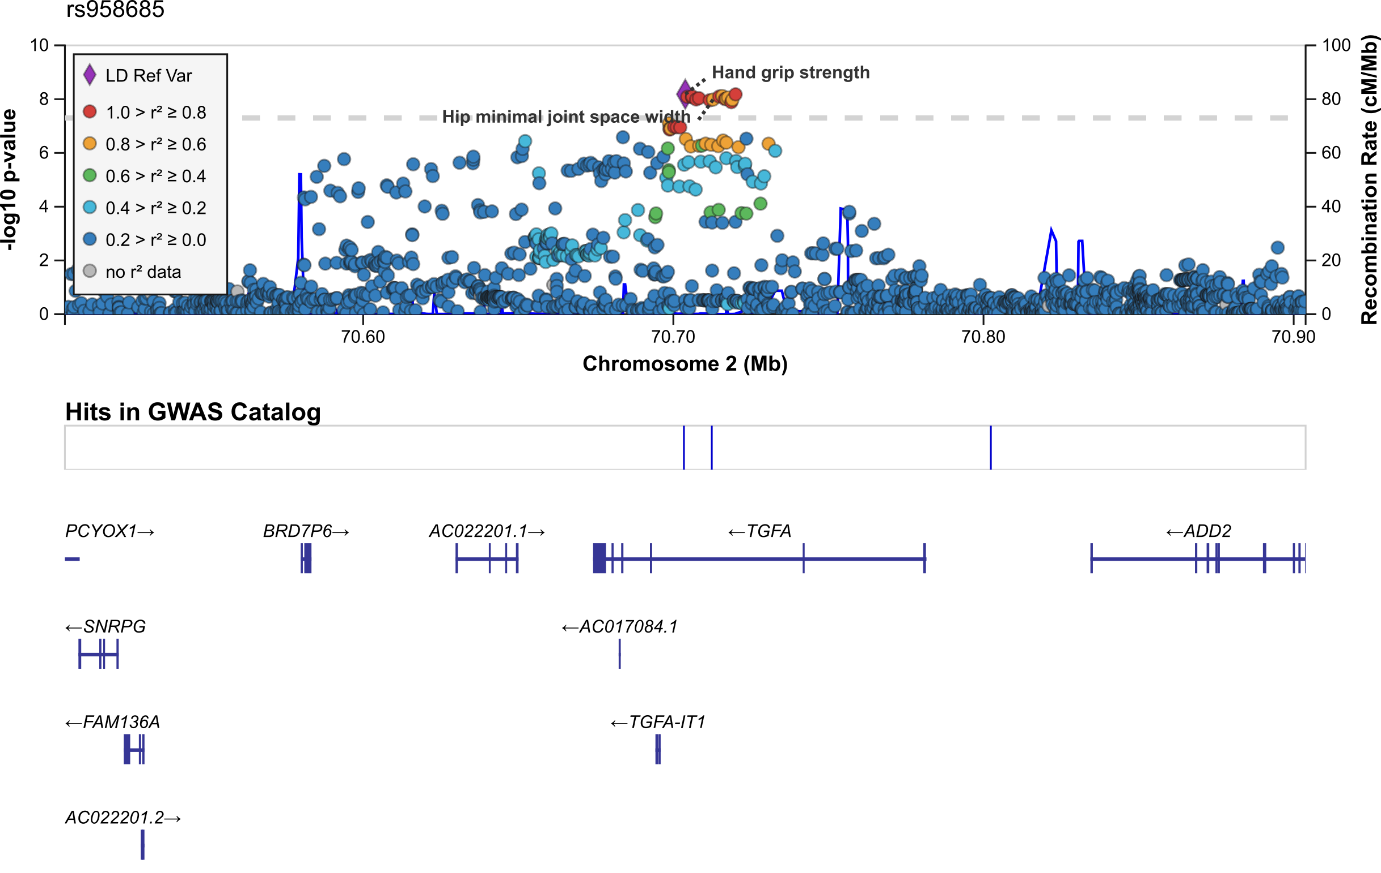 rs958685
10
8
6
4
2
0
-log10 p-value
LD Ref Var
1.0 > r² ≥ 0.8
0.8 > r² ≥ 0.6
0.6 > r² ≥ 0.4
0.4 > r² ≥ 0.2
0.2 > r² ≥ 0.0
no r² data
Hand grip strength
Hip minimal joint space width
100
80
60
40
20
0
Recombination Rate (cM/Mb)
70.60 70.70 70.80 70.90
Chromosome 2 (Mb)
Hits in GWAS Catalog
PCYOX1→ BRD7P6→ AC022201.1→ ←TGFA ←ADD2
←SNRPG ←AC017084.1
←FAM136A ←TGFA-IT1
AC022201.2→